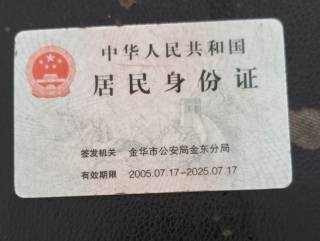 中华人民共和国
居民身份证
签发机关 金华市公安局金东分局
有效期限 2005.07.17-2025.07.17